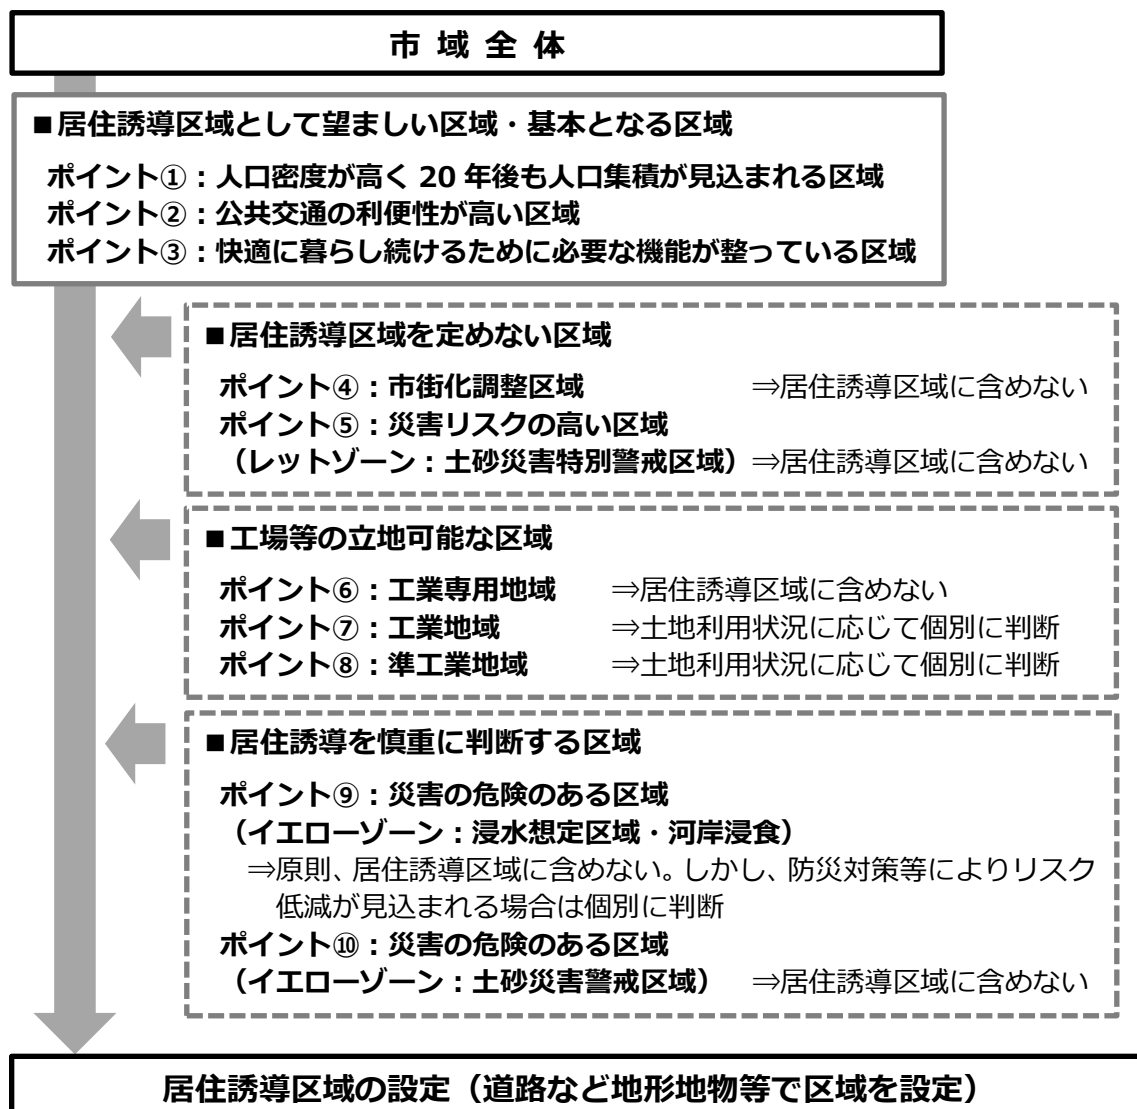 市 域 全 体
■居住誘導区域として望ましい区域・基本となる区域
ポイント①：人口密度が高く 20 年後も人口集積が見込まれる区域
ポイント②：公共交通の利便性が高い区域
ポイント③：快適に暮らし続けるために必要な機能が整っている区域
■居住誘導区域を定めない区域
ポイント④：市街化調整区域 ⇒居住誘導区域に含めない
ポイント⑤：災害リスクの高い区域
（レットゾーン：土砂災害特別警戒区域）⇒居住誘導区域に含めない
■工場等の立地可能な区域
ポイント⑥：工業専用地域 ⇒居住誘導区域に含めない
ポイント⑦：工業地域 ⇒土地利用状況に応じて個別に判断
ポイント⑧：準工業地域 ⇒土地利用状況に応じて個別に判断
■居住誘導を慎重に判断する区域
ポイント⑨：災害の危険のある区域
（イエローゾーン：浸水想定区域・河岸浸食）
⇒原則、居住誘導区域に含めない。しかし、防災対策等によりリスク
低減が見込まれる場合は個別に判断
ポイント⑩：災害の危険のある区域
（イエローゾーン：土砂災害警戒区域） ⇒居住誘導区域に含めない
居住誘導区域の設定（道路など地形地物等で区域を設定）